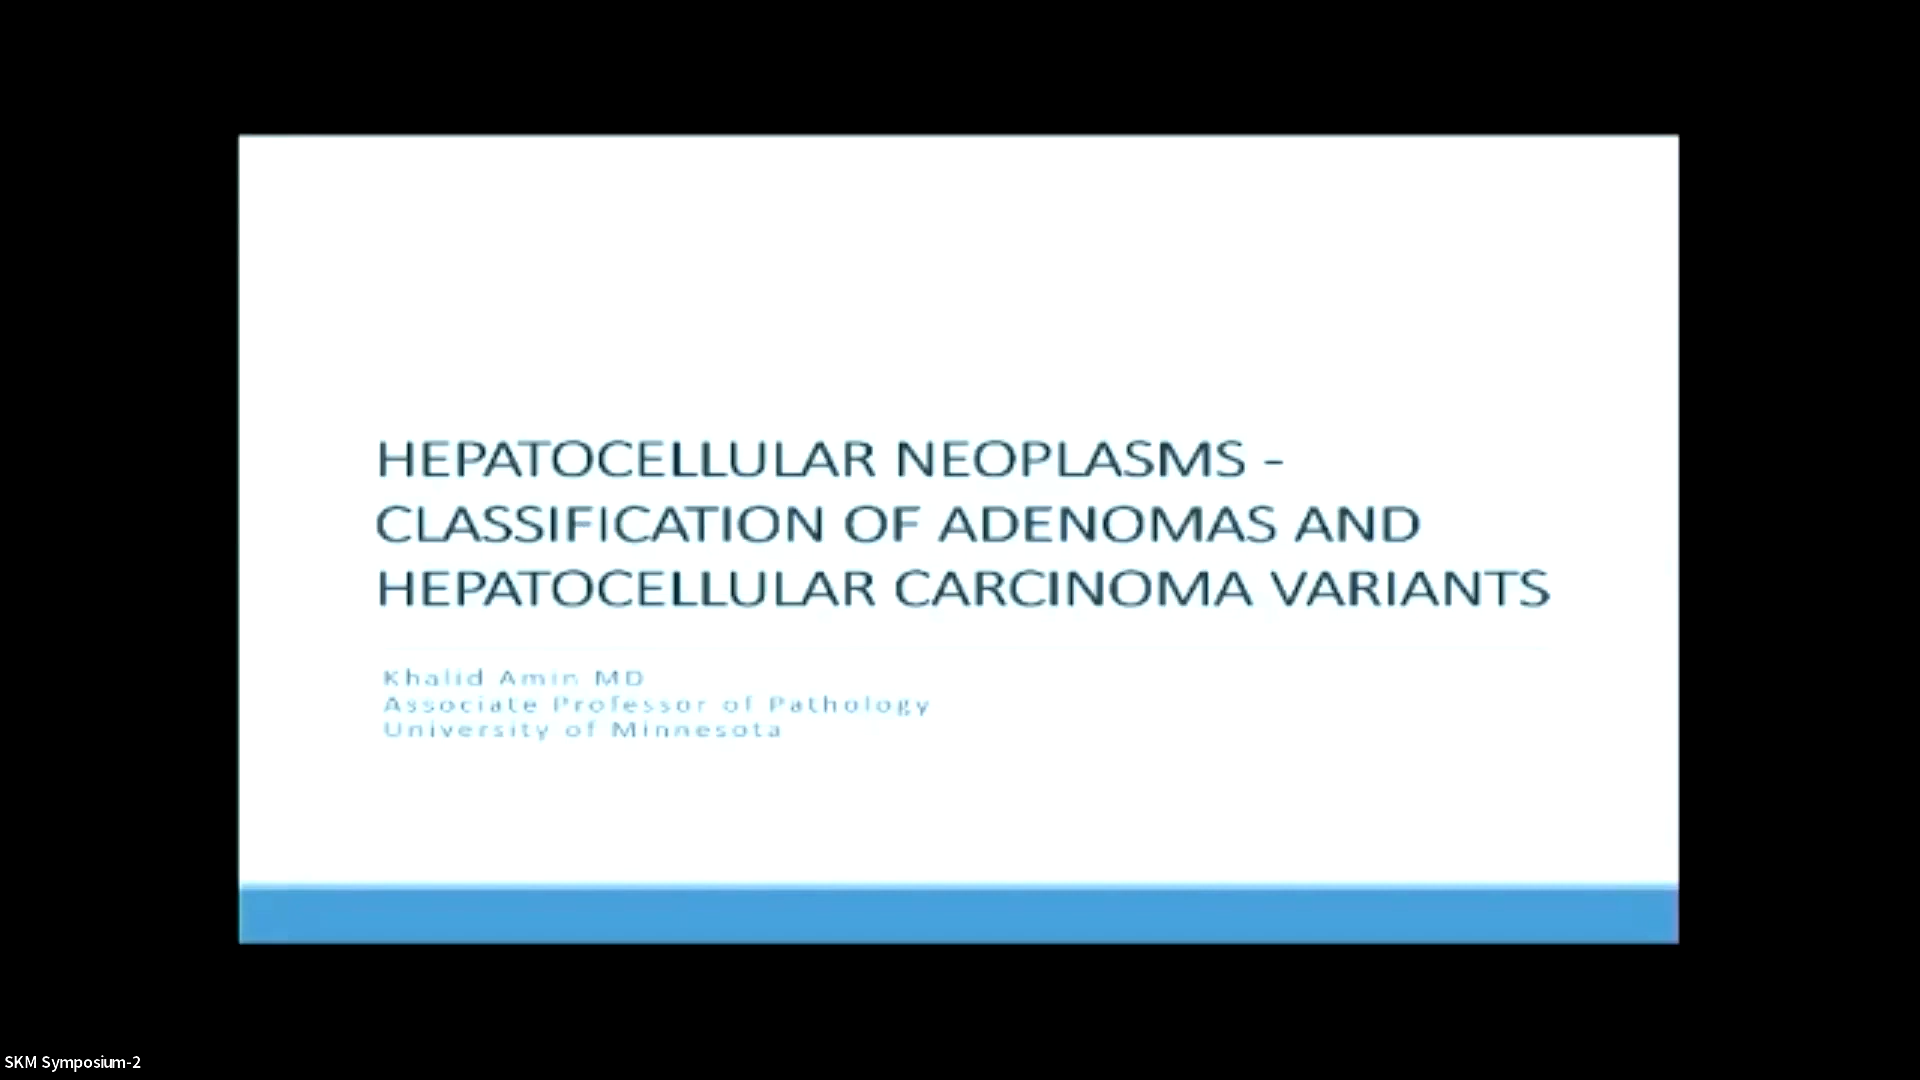 HEPATOCELLULAR NEOPLASMS -
CLASSIFICATION OF ADENOMAS AND
HEPATOCELLULAR CARCINOMA VARIANTS
Khalid Amin MD
Associate Professor of Pathology
University of Minnesota
SKM Symposium-2